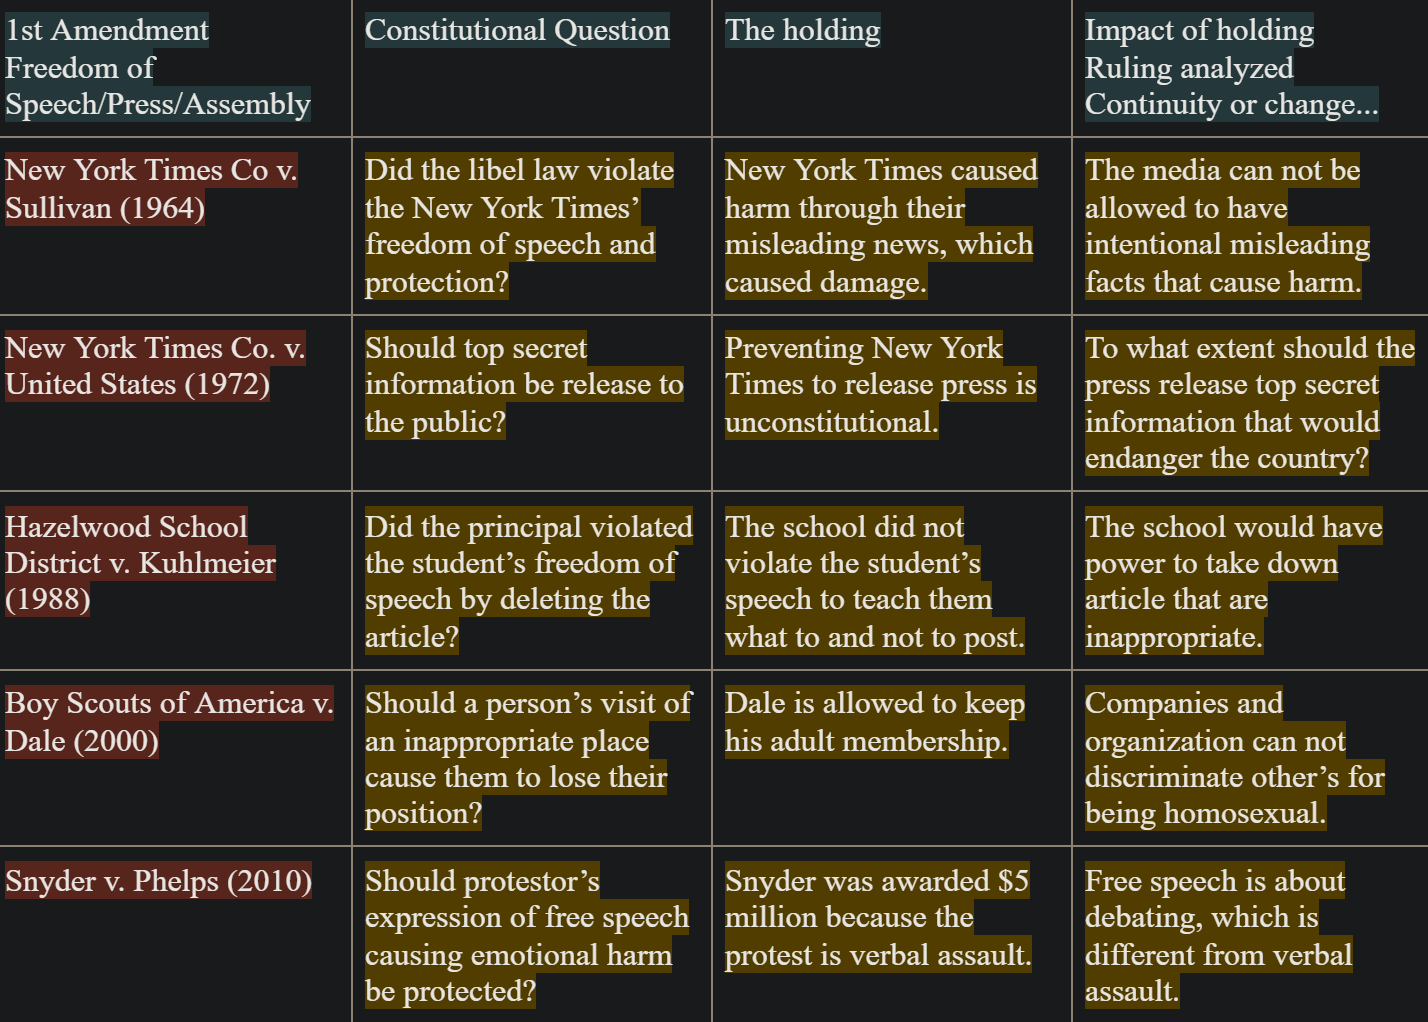 1st Amendment
Freedom of
Speech/Press/Assembly
Constitutional Question
The holding
Impact of holding
Ruling analyzed
Continuity or change...
New York Times Co v.
Sullivan (1964)
Did the libel law violate
the New York Times’
freedom of speech and
protection?
New York Times caused
harm through their
misleading news, which
caused damage.
The media can not be
allowed to have
intentional misleading
facts that cause harm.
New York Times Co. v.
United States (1972)
Should top secret
information be release to
the public?
Preventing New York
Times to release press is
unconstitutional.
To what extent should the
press release top secret
information that would
endanger the country?
Hazelwood School
District v. Kuhlmeier
(1988)
Did the principal violated
the student’s freedom of
speech by deleting the
article?
The school did not
violate the student’s
speech to teach them
what to and not to post.
The school would have
power to take down
article that are
inappropriate.
Boy Scouts of America v.
Dale (2000)
Should a person’s visit of
an inappropriate place
cause them to lose their
position?
Dale is allowed to keep
his adult membership.
Companies and
organization can not
discriminate other’s for
being homosexual.
Snyder v. Phelps (2010)
Should protestor’s
expression of free speech
causing emotional harm
be protected?
Snyder was awarded $5
million because the
protest is verbal assault.
Free speech is about
debating, which is
different from verbal
assault.